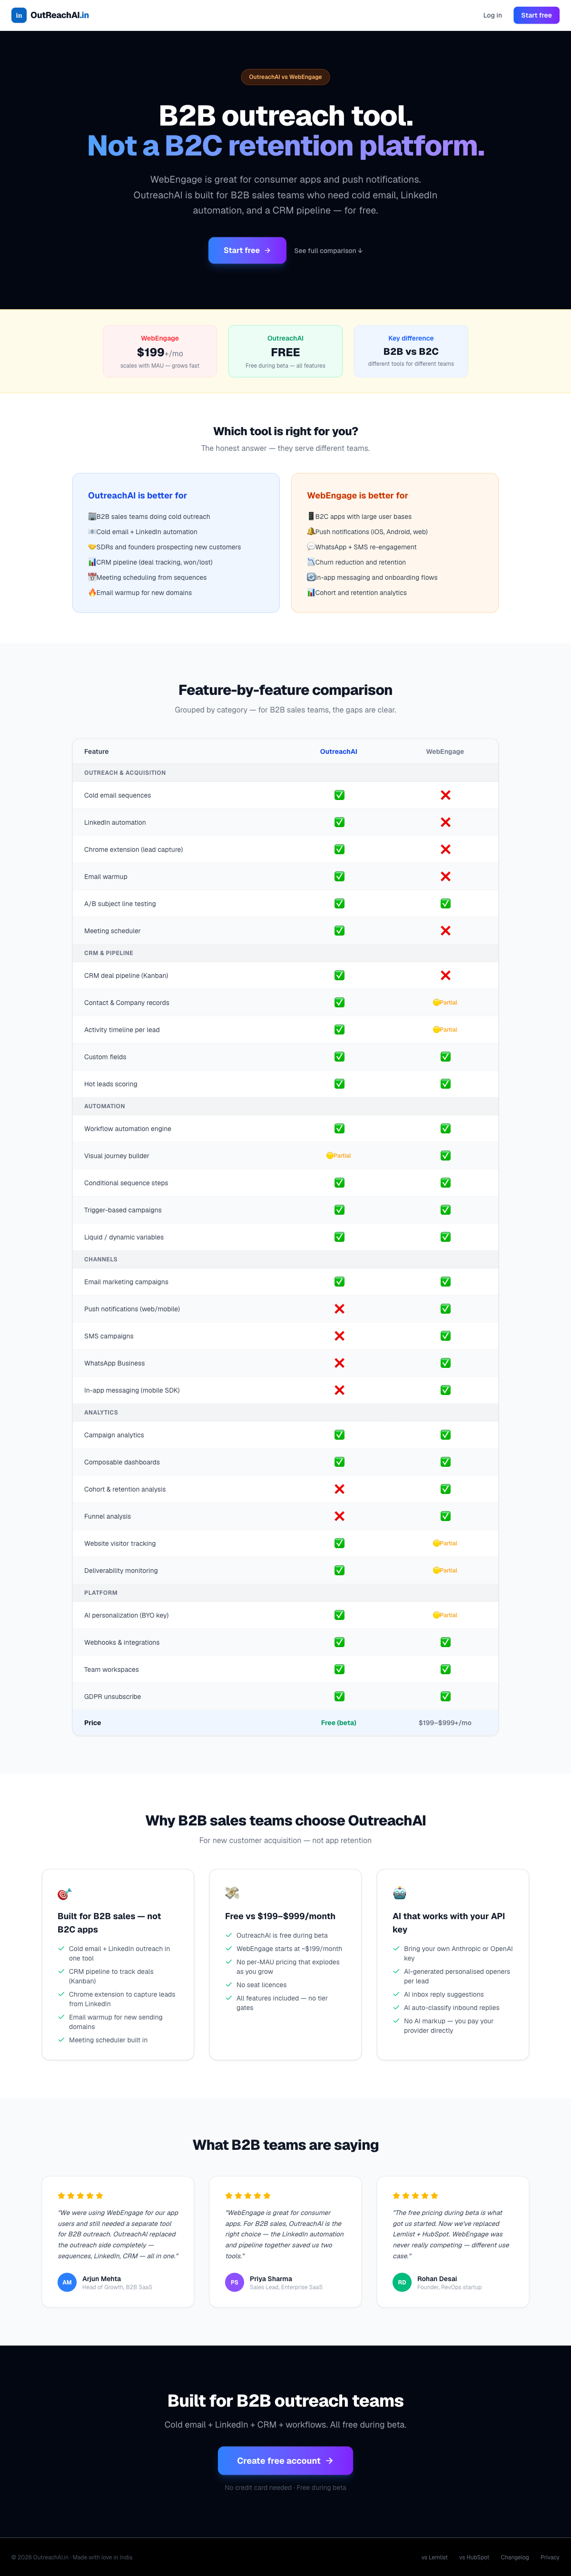 in OutReachAI.in
Log in
Start free
OutreachAI vs WebEngage
B2B outreach tool.
Not a B2C retention platform.
WebEngage is great for consumer apps and push notifications.
OutreachAI is built for B2B sales teams who need cold email, LinkedIn
automation, and a CRM pipeline — for free.
Start free →
See full comparison ↓
WebEngage
$199+/mo
scales with MAU — grows fast
OutreachAI
FREE
Free during beta — all features
Key difference
B2B vs B2C
different tools for different teams
Which tool is right for you?
The honest answer — they serve different teams.
OutreachAI is better for
B2B sales teams doing cold outreach
Cold email + LinkedIn automation
SDRs and founders prospecting new customers
CRM pipeline (deal tracking, won/lost)
Meeting scheduling from sequences
Email warmup for new domains
WebEngage is better for
B2C apps with large user bases
Push notifications (iOS, Android, web)
WhatsApp + SMS re-engagement
Churn reduction and retention
In-app messaging and onboarding flows
Cohort and retention analytics
Feature-by-feature comparison
Grouped by category — for B2B sales teams, the gaps are clear.
Feature OutreachAI WebEngage
OUTREACH & ACQUISITION
Cold email sequences ✅ ❌
LinkedIn automation ✅ ❌
Chrome extension (lead capture) ✅ ❌
Email warmup ✅ ❌
A/B subject line testing ✅ ✅
Meeting scheduler ✅ ❌
CRM & PIPELINE
CRM deal pipeline (Kanban) ✅ ❌
Contact & Company records ✅ Partial
Activity timeline per lead ✅ Partial
Custom fields ✅ ✅
Hot leads scoring ✅ ✅
AUTOMATION
Workflow automation engine ✅ ✅
Visual journey builder Partial ✅
Conditional sequence steps ✅ ✅
Trigger-based campaigns ✅ ✅
Liquid / dynamic variables ✅ ✅
CHANNELS
Email marketing campaigns ✅ ✅
Push notifications (web/mobile) ❌ ✅
SMS campaigns ❌ ✅
WhatsApp Business ❌ ✅
In-app messaging (mobile SDK) ❌ ✅
ANALYTICS
Campaign analytics ✅ ✅
Composable dashboards ✅ ✅
Cohort & retention analysis ❌ ✅
Funnel analysis ❌ ✅
Website visitor tracking ✅ Partial
Deliverability monitoring ✅ Partial
PLATFORM
AI personalization (BYO key) ✅ Partial
Webhooks & integrations ✅ ✅
Team workspaces ✅ ✅
GDPR unsubscribe ✅ ✅
Price Free (beta) $199–$999+/mo
Why B2B sales teams choose OutreachAI
For new customer acquisition — not app retention
Built for B2B sales — not
B2C apps
Cold email + LinkedIn outreach in
one tool
CRM pipeline to track deals
(Kanban)
Chrome extension to capture leads
from LinkedIn
Email warmup for new sending
domains
Meeting scheduler built in
Free vs $199–$999/month
OutreachAI is free during beta
WebEngage starts at ~$199/month
No per-MAU pricing that explodes
as you grow
No seat licences
All features included — no tier
gates
AI that works with your API
key
Bring your own Anthropic or OpenAI
key
AI-generated personalised openers
per lead
AI inbox reply suggestions
AI auto-classify inbound replies
No AI markup — you pay your
provider directly
What B2B teams are saying
"We were using WebEngage for our app
users and still needed a separate tool
for B2B outreach. OutreachAI replaced
the outreach side completely —
sequences, LinkedIn, CRM — all in one."
AM
Arjun Mehta
Head of Growth, B2B SaaS
"WebEngage is great for consumer
apps. For B2B sales, OutreachAI is the
right choice — the LinkedIn automation
and pipeline together saved us two
tools."
PS
Priya Sharma
Sales Lead, Enterprise SaaS
"The free pricing during beta is what
got us started. Now we've replaced
Lemlist + HubSpot. WebEngage was
never really competing — different use
case."
RD
Rohan Desai
Founder, RevOps startup
Built for B2B outreach teams
Cold email + LinkedIn + CRM + workflows. All free during beta.
Create free account →
No credit card needed · Free during beta
© 2026 OutreachAI.in · Made with love in India
vs Lemlist
vs HubSpot
Changelog
Privacy